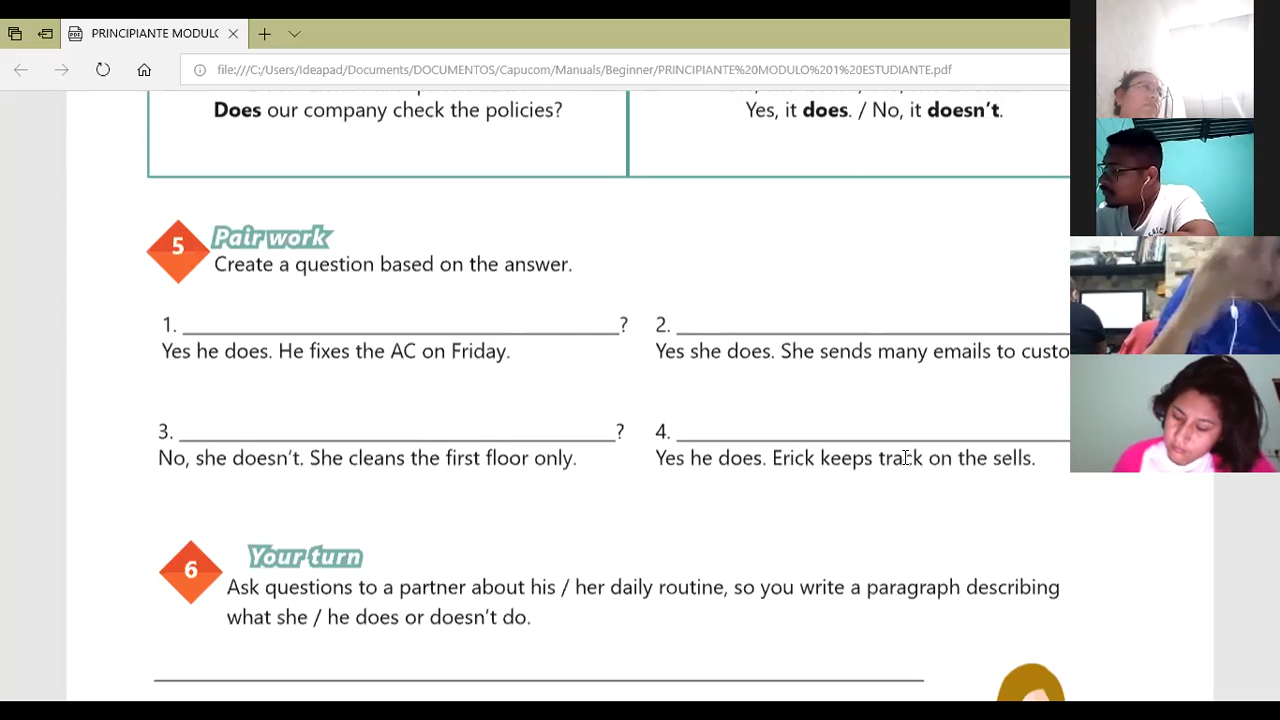 PRINCIPIANTE MODUL
file:///C:/Users/Ideapad/Documents/DOCUMENTOS/Capucom/Manuals/Beginner/PRINCIPIANTE%20MODULO%201%20ESTUDIANTE.pdf
Does our company check the policies?
Yes, it does. / No, it doesn't.
5 Pair work
Create a question based on the answer.
1. ______________________?
Yes he does. He fixes the AC on Friday.
2. ______________________
Yes she does. She sends many emails to custo
3. ______________________?
No, she doesn't. She cleans the first floor only.
4. ______________________
Yes he does. Erick keeps track on the sells.
6 Your turn
Ask questions to a partner about his / her daily routine, so you write a paragraph describing
what she / he does or doesn't do.